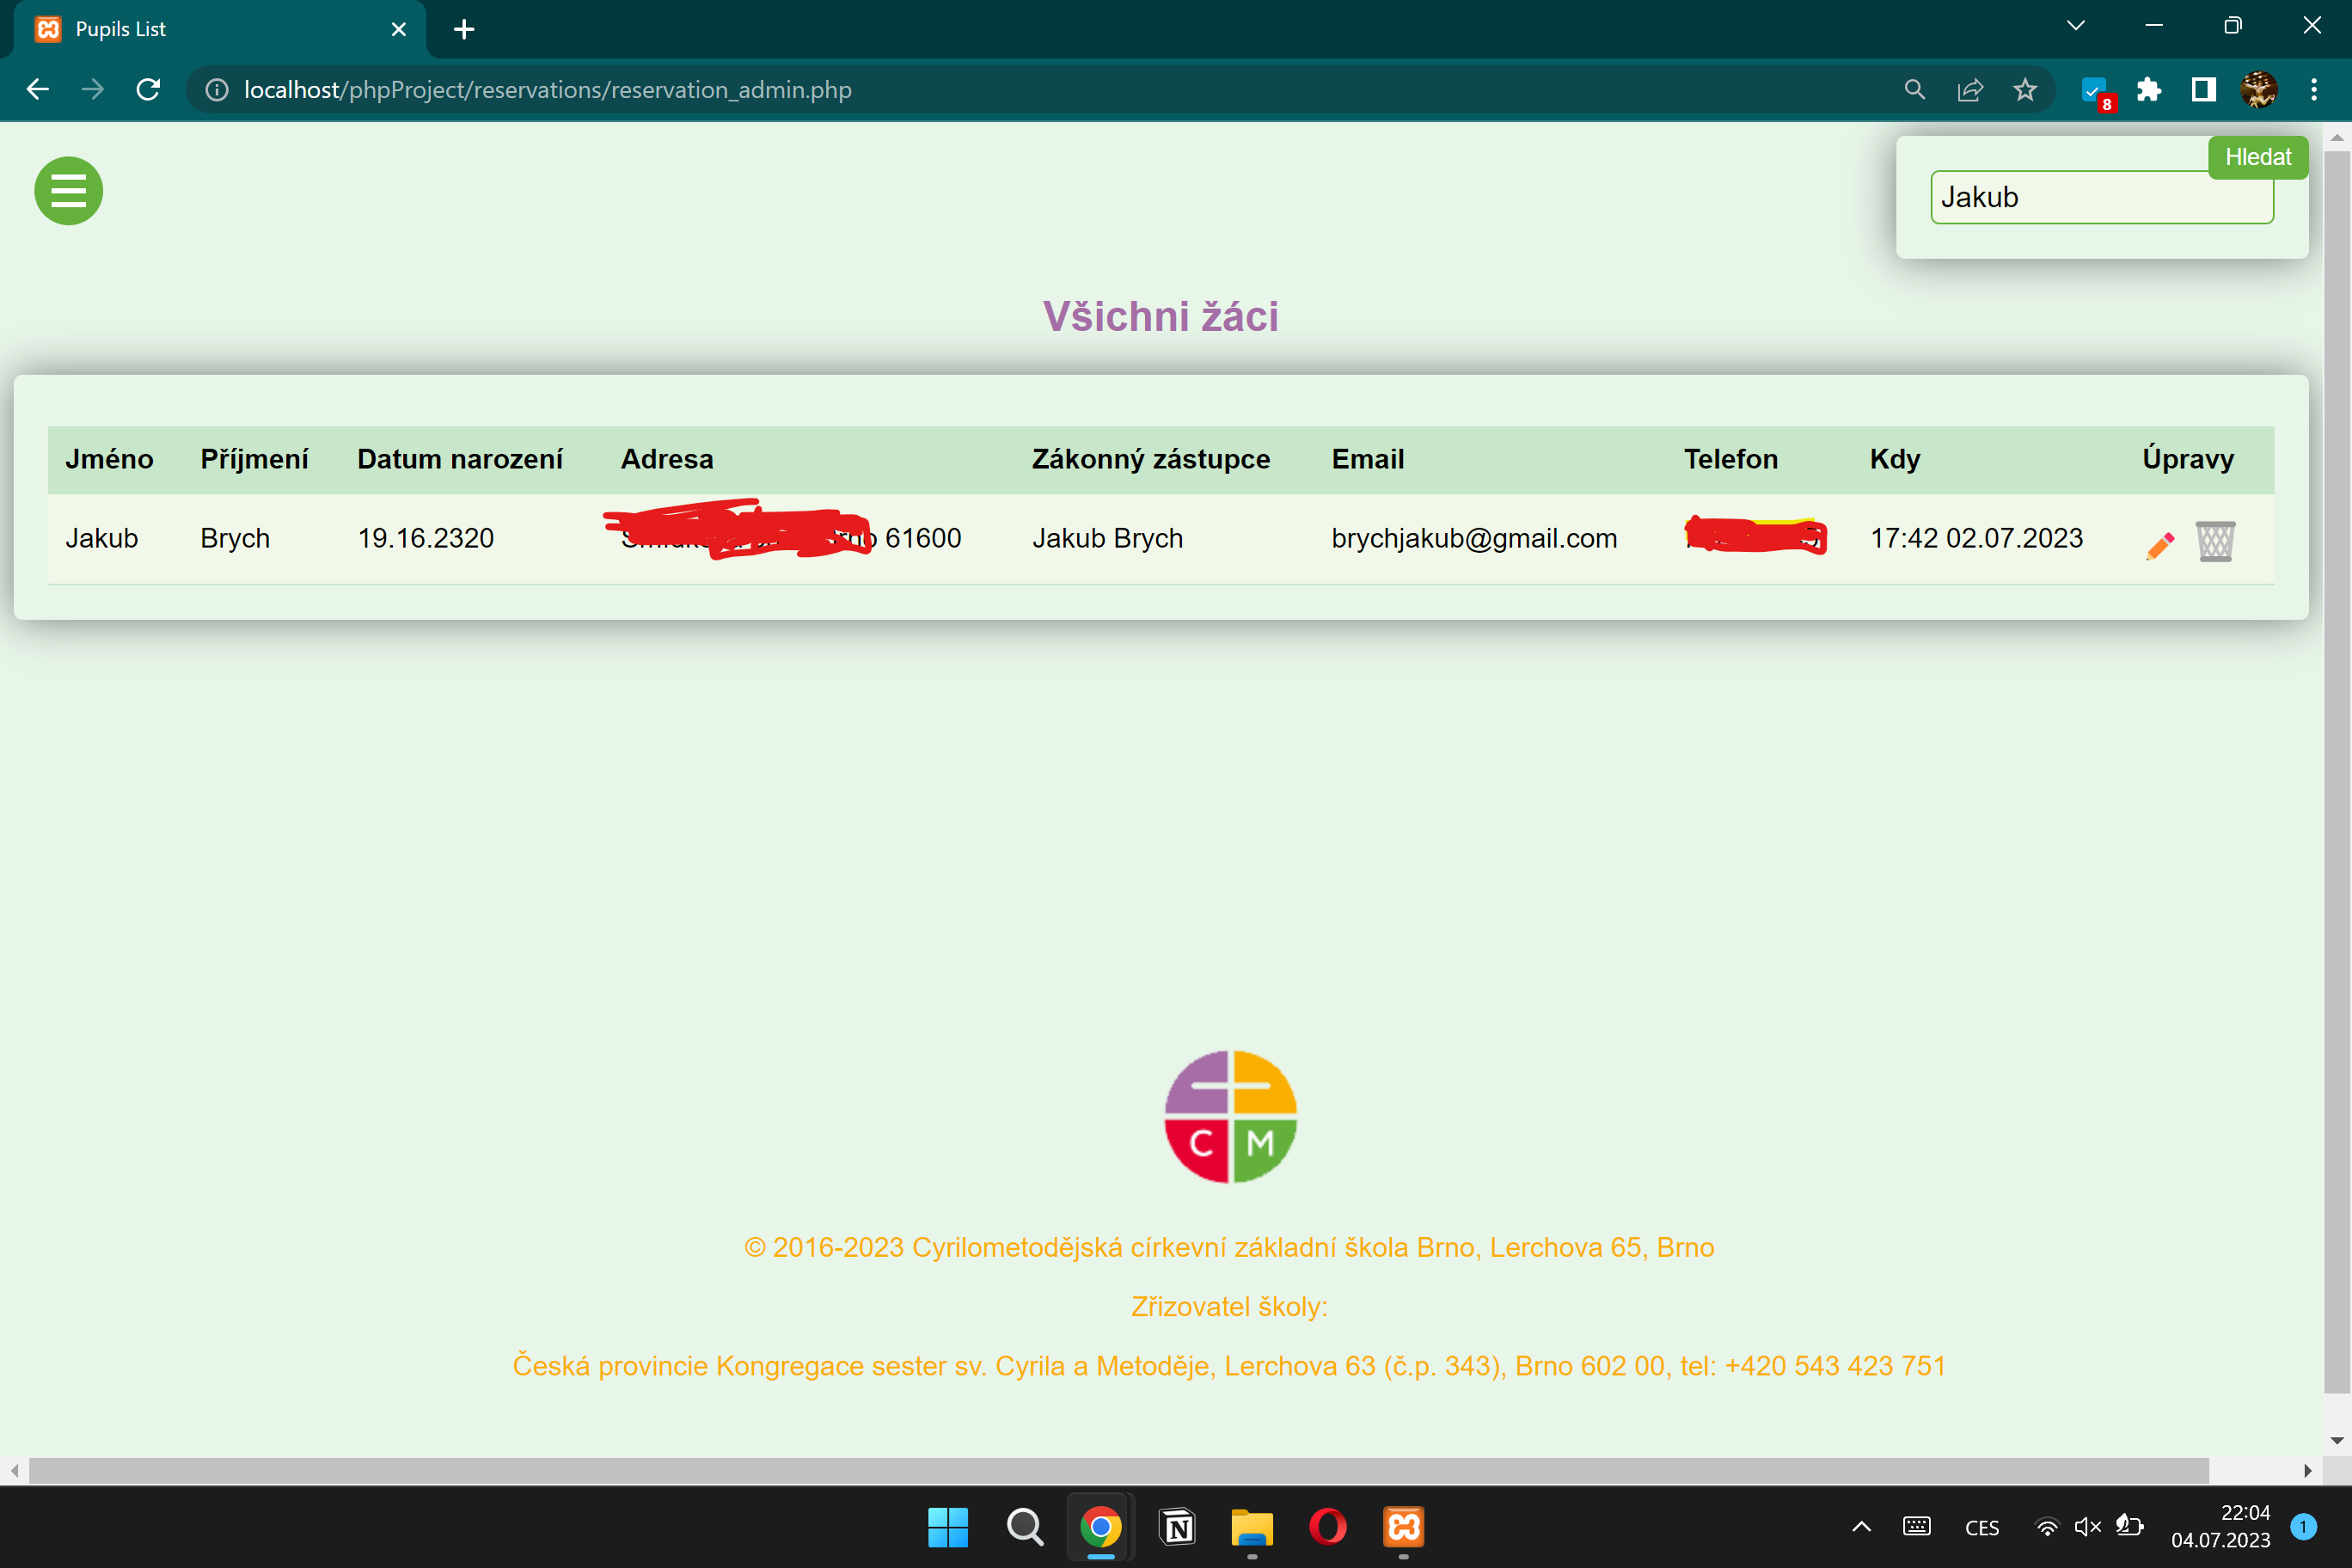 Pupils List
localhost/phpProject/reservations/reservation_admin.php
8
Hledat
Jakub
Všichni žáci
Jméno Příjmení Datum narození Adresa Zákonný zástupce Email Telefon Kdy Úpravy
Jakub Brych 19.16.2320 61600 Jakub Brych brychjakub@gmail.com 17:42 02.07.2023
C M
© 2016-2023 Cyrilometodějská církevní základní škola Brno, Lerchova 65, Brno
Zřizovatel školy:
Česká provincie Kongregace sester sv. Cyrila a Metoděje, Lerchova 63 (č.p. 343), Brno 602 00, tel: +420 543 423 751
N
CES
22:04
04.07.2023
1